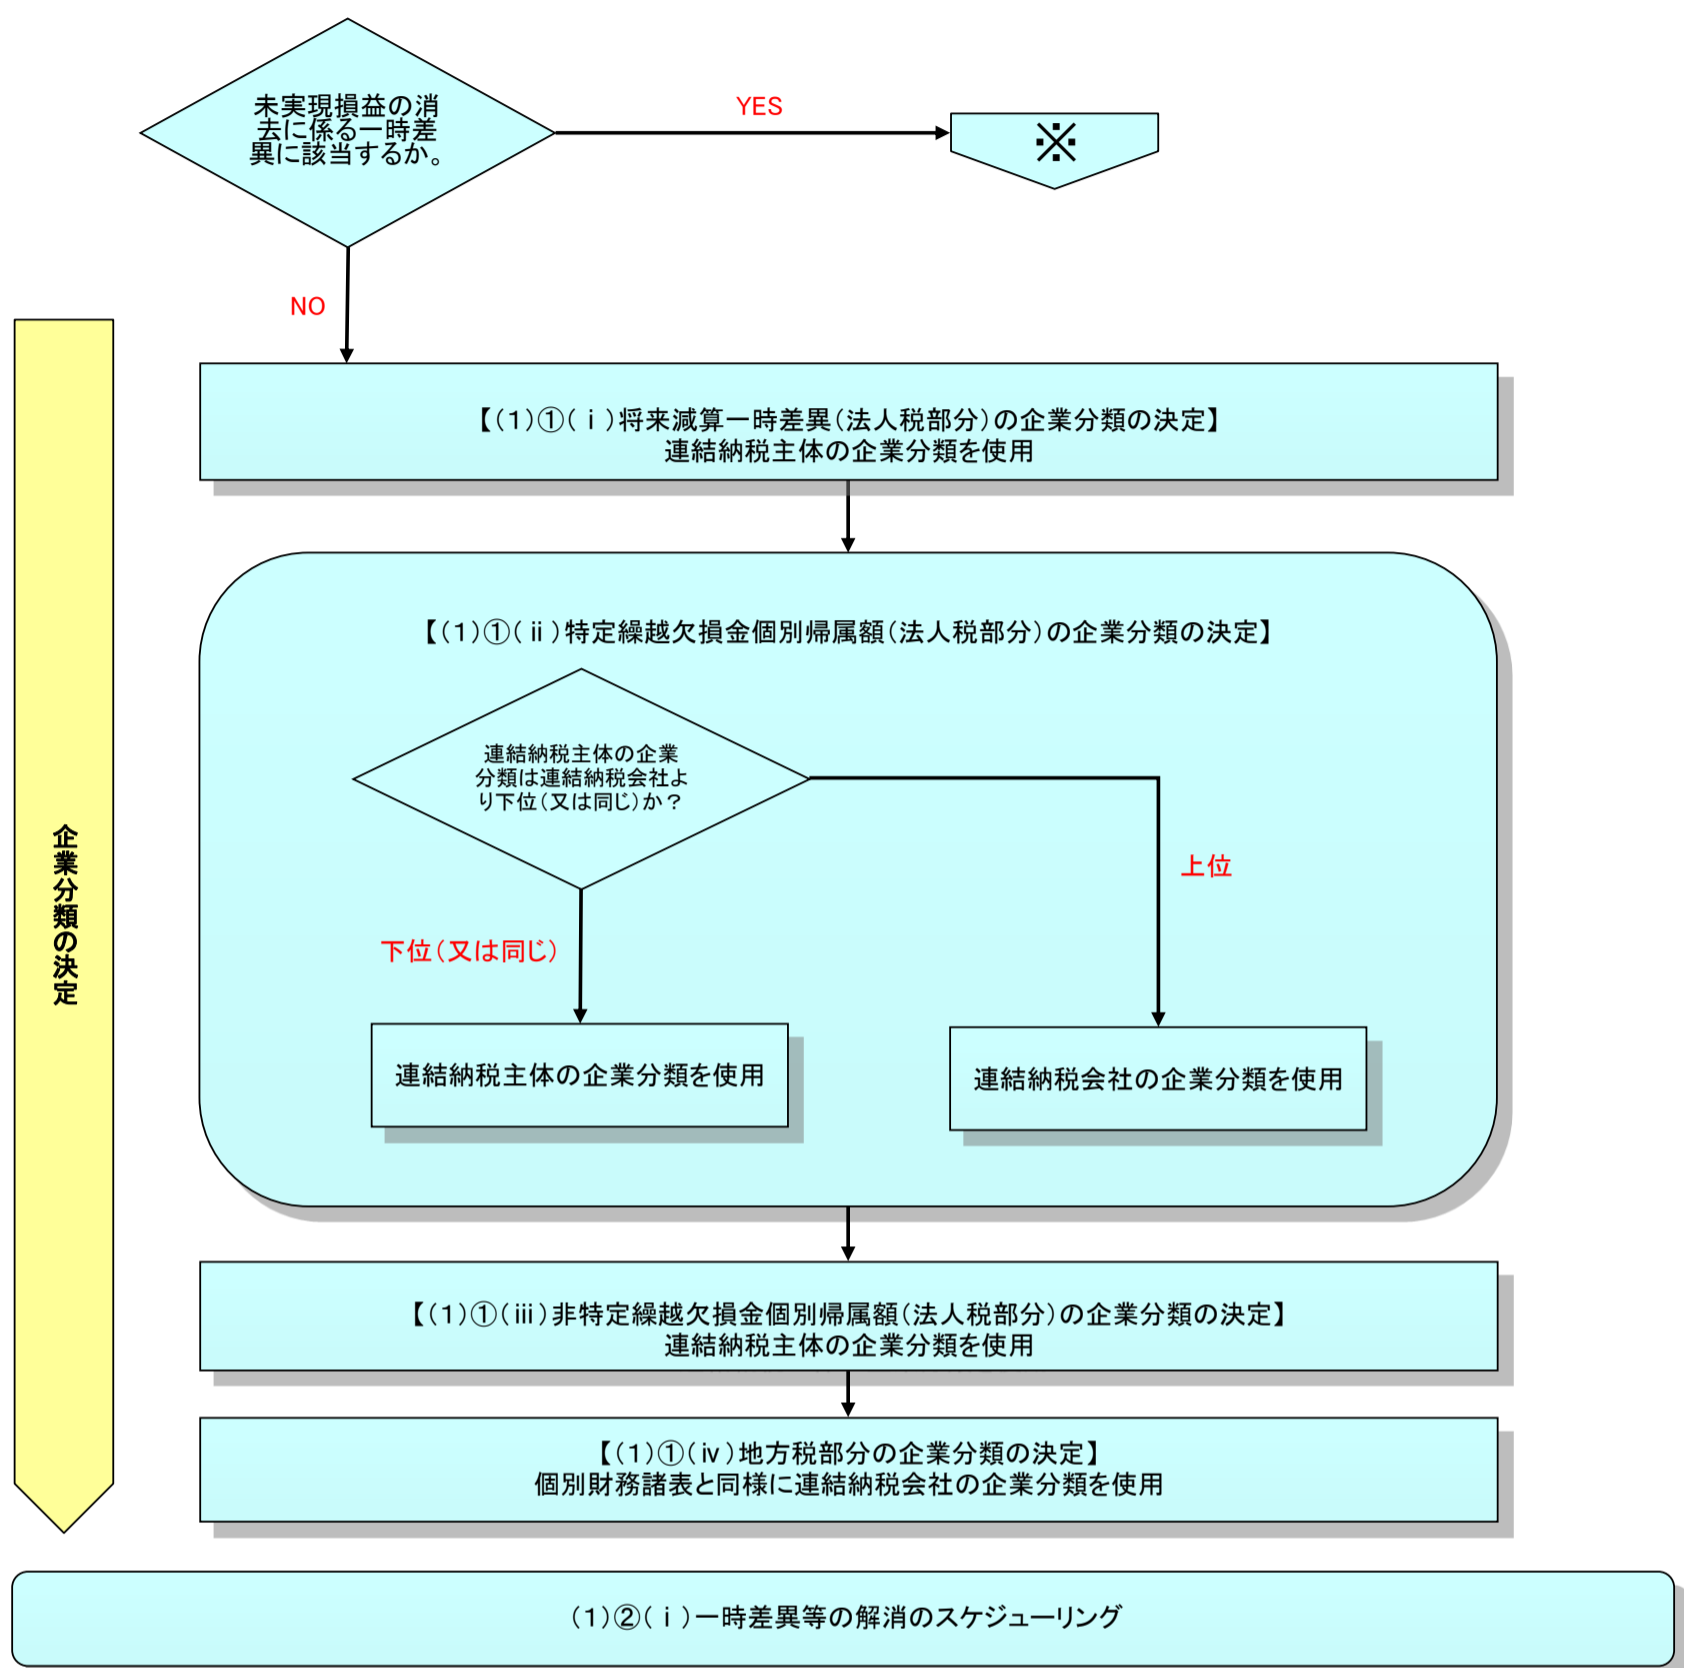 未実現損益の消
去に係る一時差
異に該当するか。
YES
※
NO
【（1）①（ⅰ）将来減算一時差異（法人税部分）の企業分類の決定】
連結納税主体の企業分類を使用
【（1）①（ⅱ）特定繰越欠損金個別帰属額（法人税部分）の企業分類の決定】
連結納税主体の企業
分類は連結納税会社よ
り下位（又は同じ）か？
上位
下位（又は同じ）
連結納税主体の企業分類を使用
連結納税会社の企業分類を使用
企業分類の決定
【（1）①（ⅲ）非特定繰越欠損金個別帰属額（法人税部分）の企業分類の決定】
連結納税主体の企業分類を使用
【（1）①（ⅳ）地方税部分の企業分類の決定】
個別財務諸表と同様に連結納税会社の企業分類を使用
（1）②（ⅰ）一時差異等の解消のスケジューリング